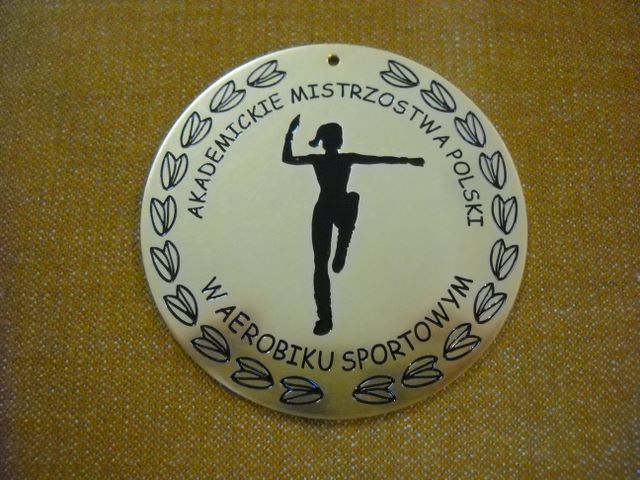 AKADEMICKIE MISTRZOSTWA POLSKI
W AEROBIKU SPORTOWYM